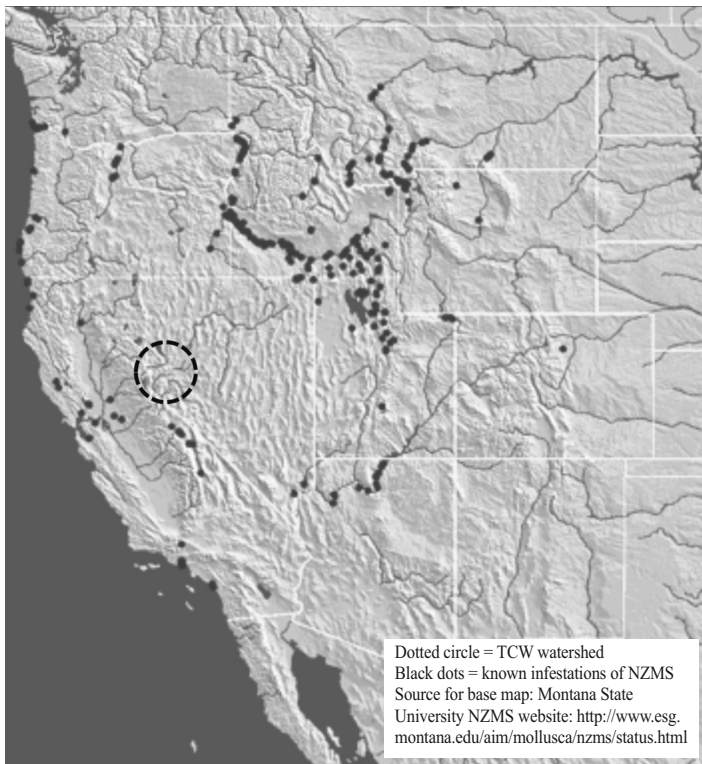 Dotted circle = TCW watershed
Black dots = known infestations of NZMS
Source for base map: Montana State
University NZMS website: http://www.esg.
montana.edu/aim/mollusca/nzms/status.html